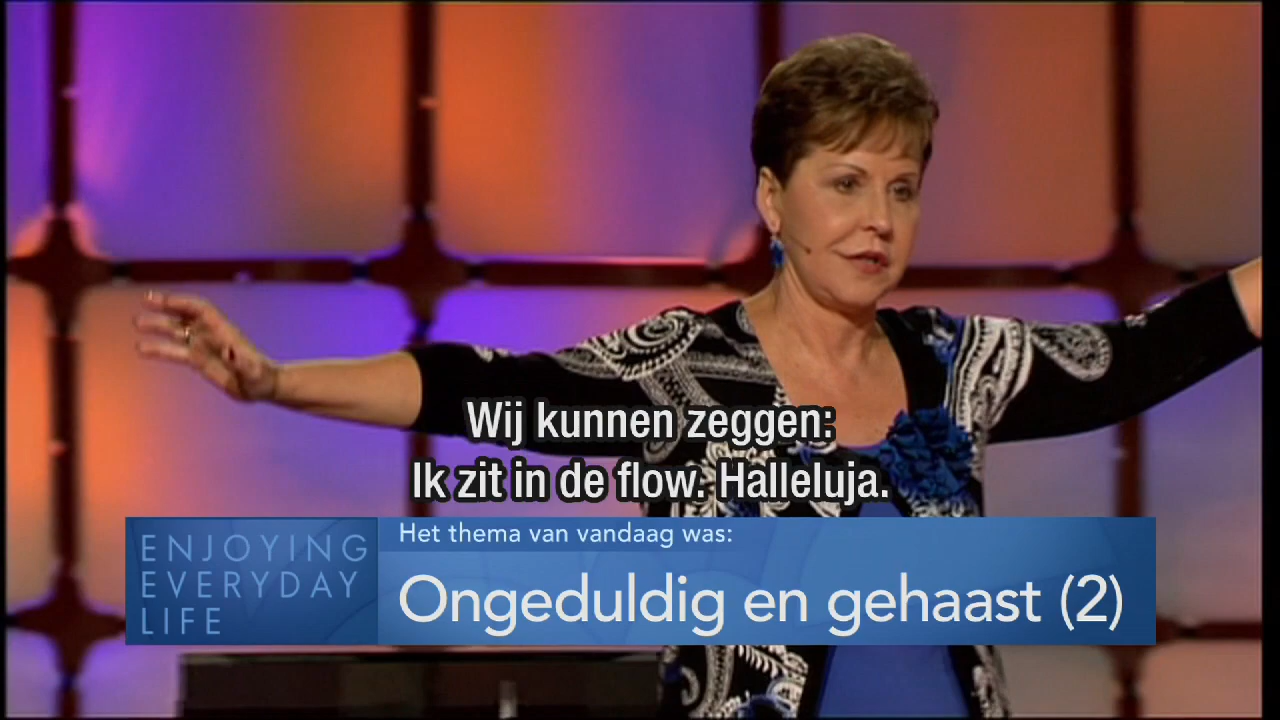 Wij kunnen zeggen:
Ik zit in de flow. Halleluja.
ENJOYING
EVERYDAY
LIFE
Het thema van vandaag was:
Ongeduldig en gehaast (2)